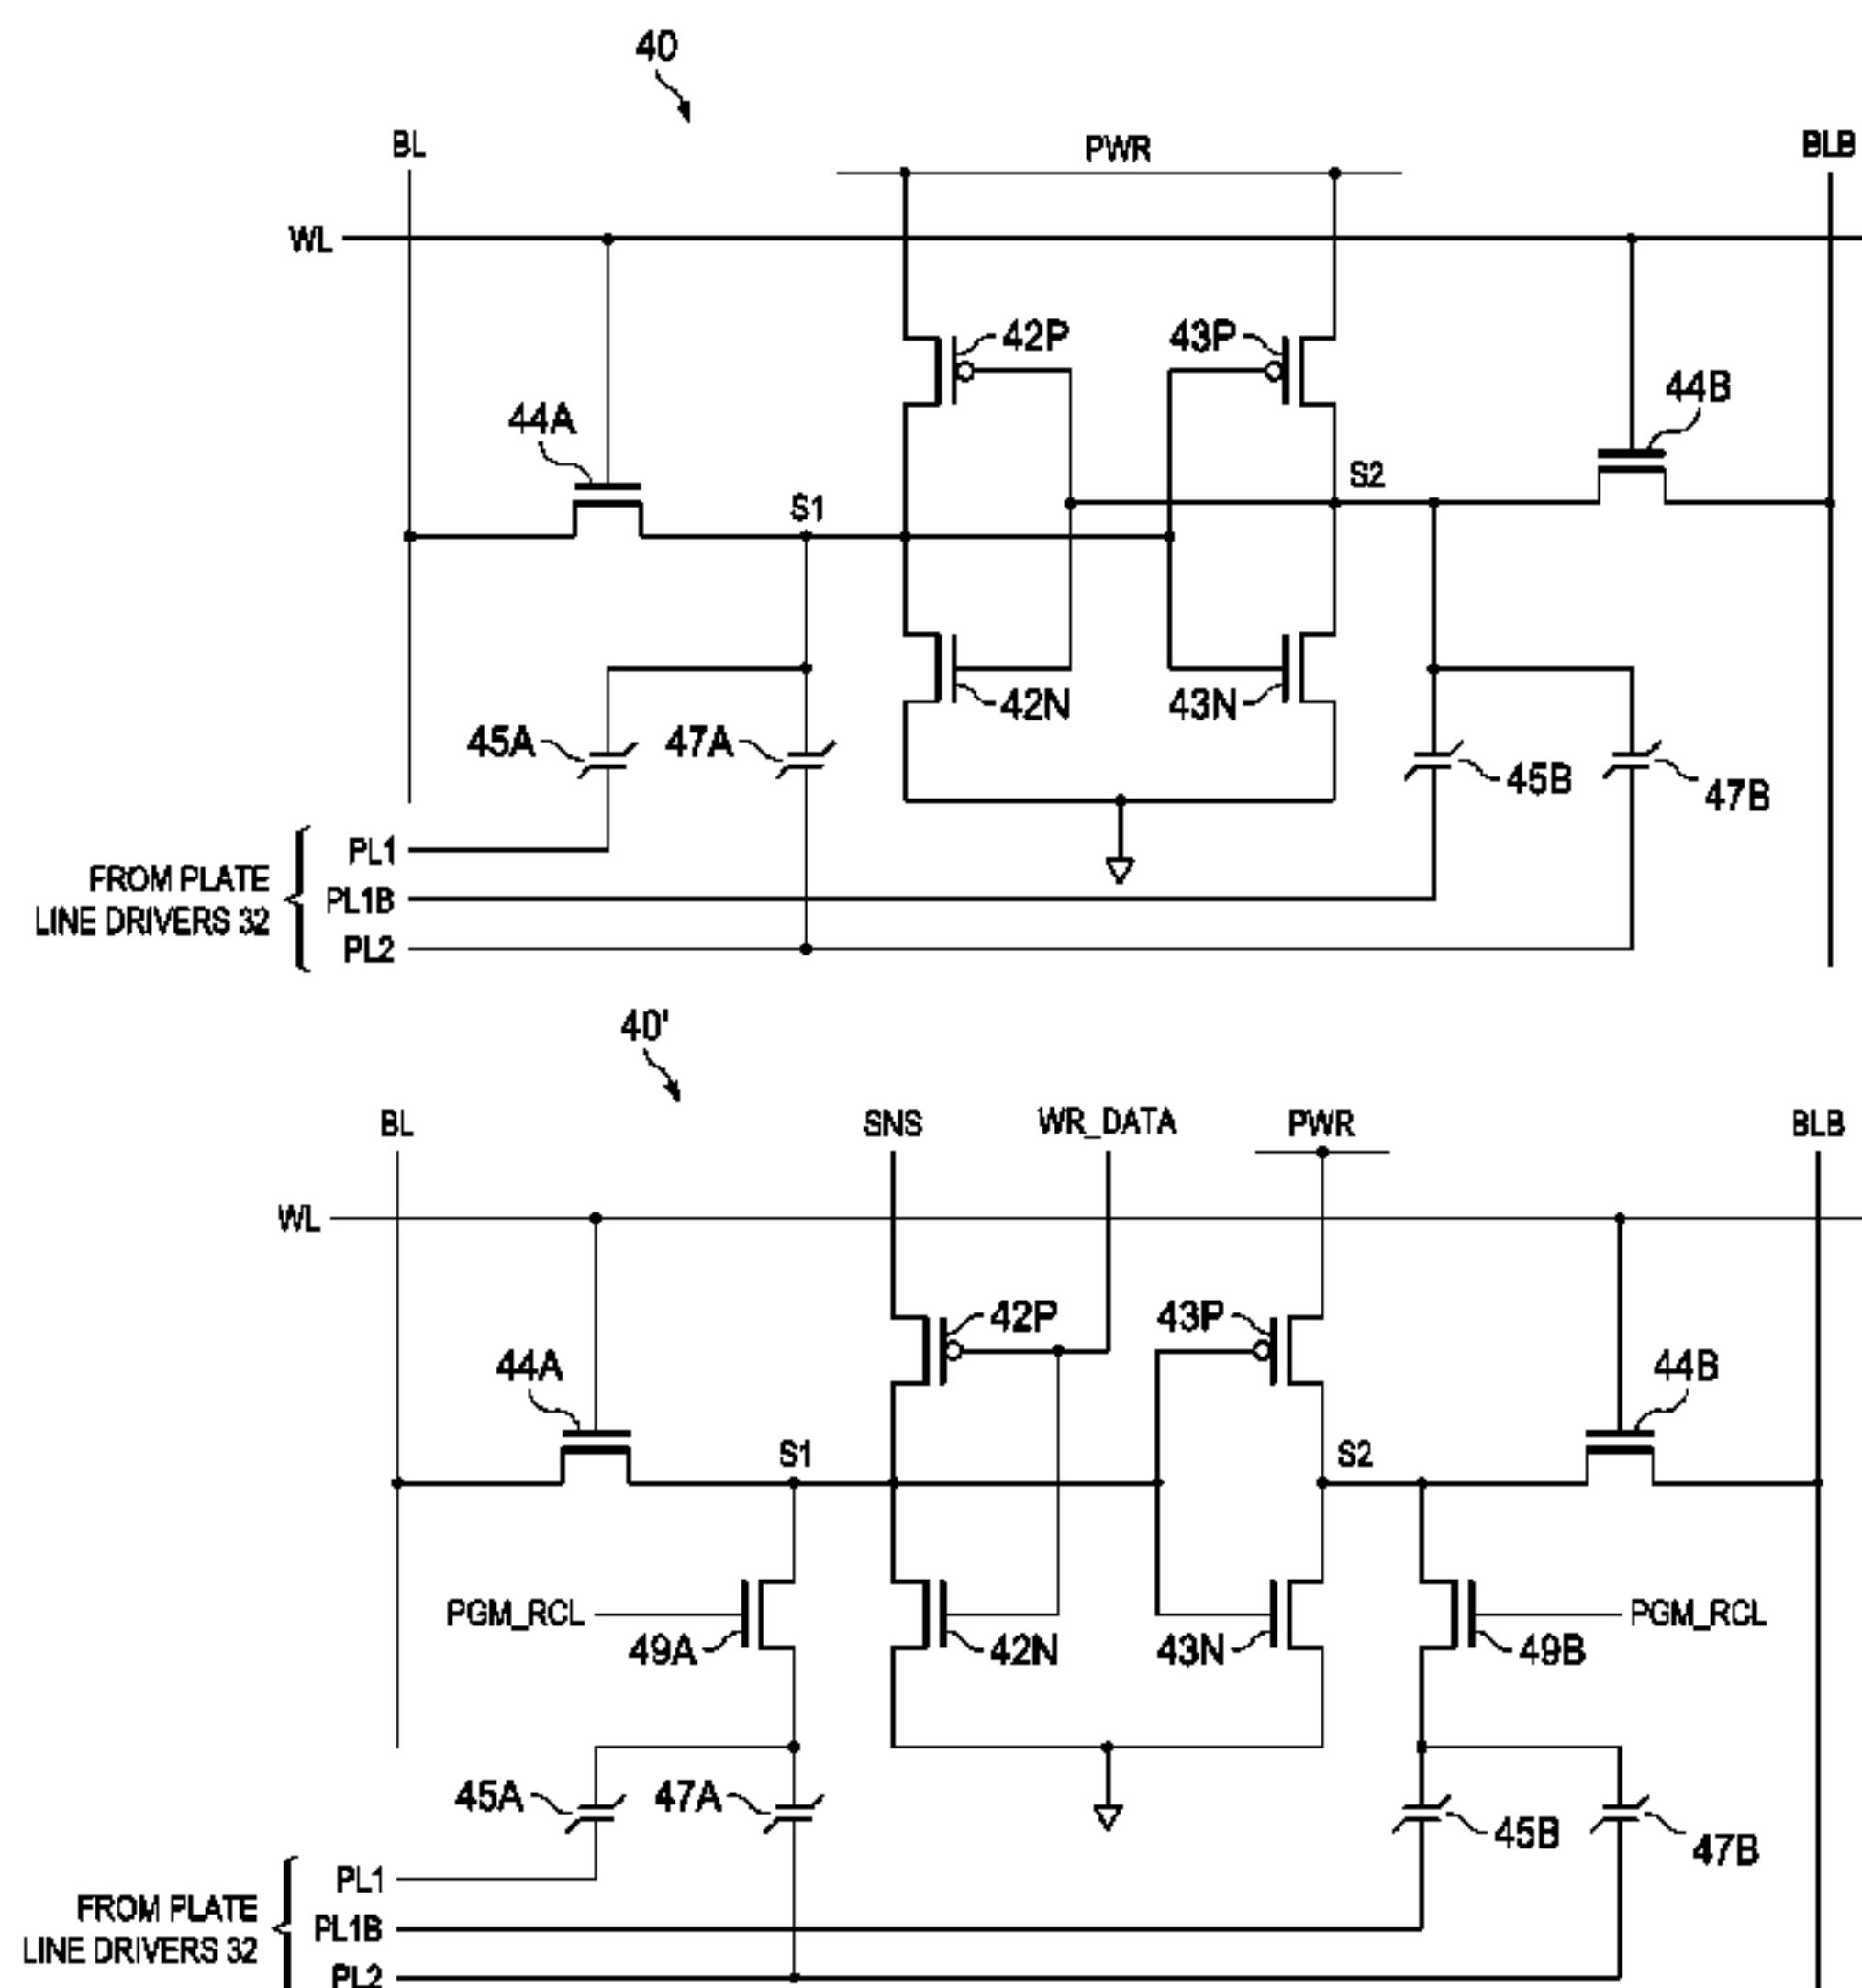 40
BL
PWR
BLB
WL
42P
43P
44B
44A
S1
S2
42N
43N
45A
47A
45B
47B
PL1
FROM PLATE
LINE DRIVERS 32
PL1B
PL2
40'
BL
SNS
WR_DATA
PWR
BLB
WL
42P
43P
44A
44B
S1
S2
PGM_RCL
PGM_RCL
49A
42N
43N
49B
45A
47A
45B
47B
PL1
FROM PLATE
LINE DRIVERS 32
PL1B
PL2